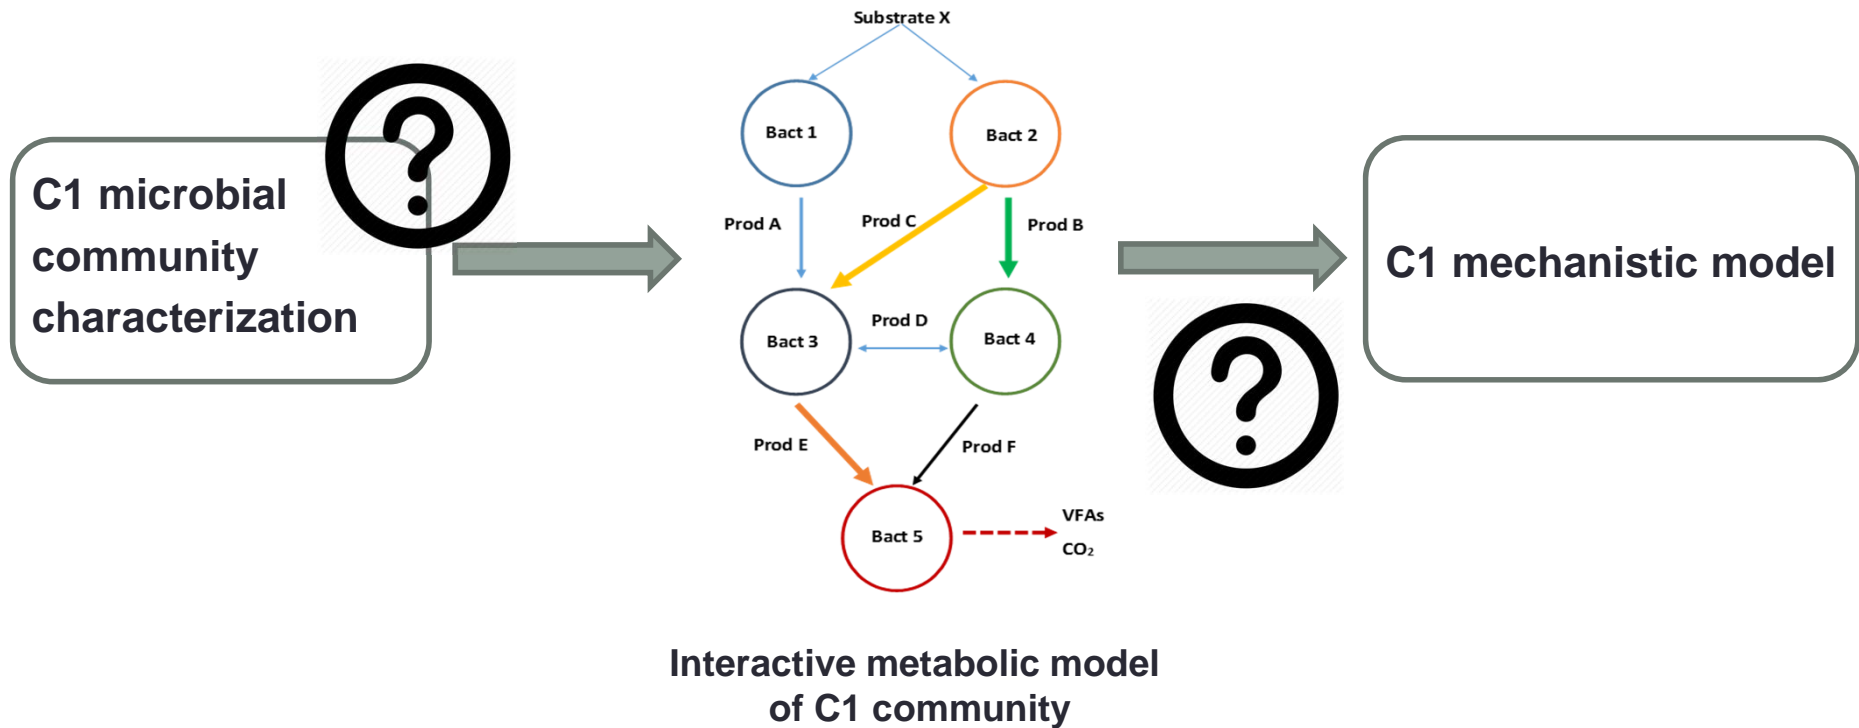 Substrate X
Bact 1
Bact 2
C1 microbial
community
characterization
Prod A
Prod C
Prod B
C1 mechanistic model
Bact 3
Prod D
Bact 4
Prod E
Prod F
Bact 5
VFAs
CO₂
Interactive metabolic model
of C1 community